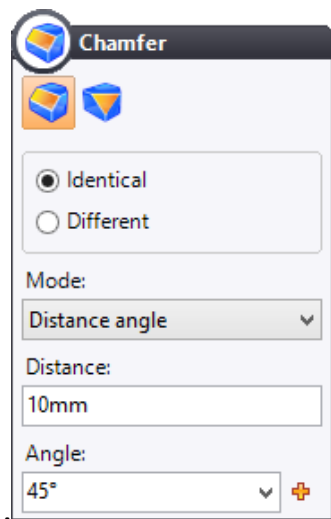 Chamfer
Identical
Different
Mode:
Distance angle
Distance:
10mm
Angle:
45°